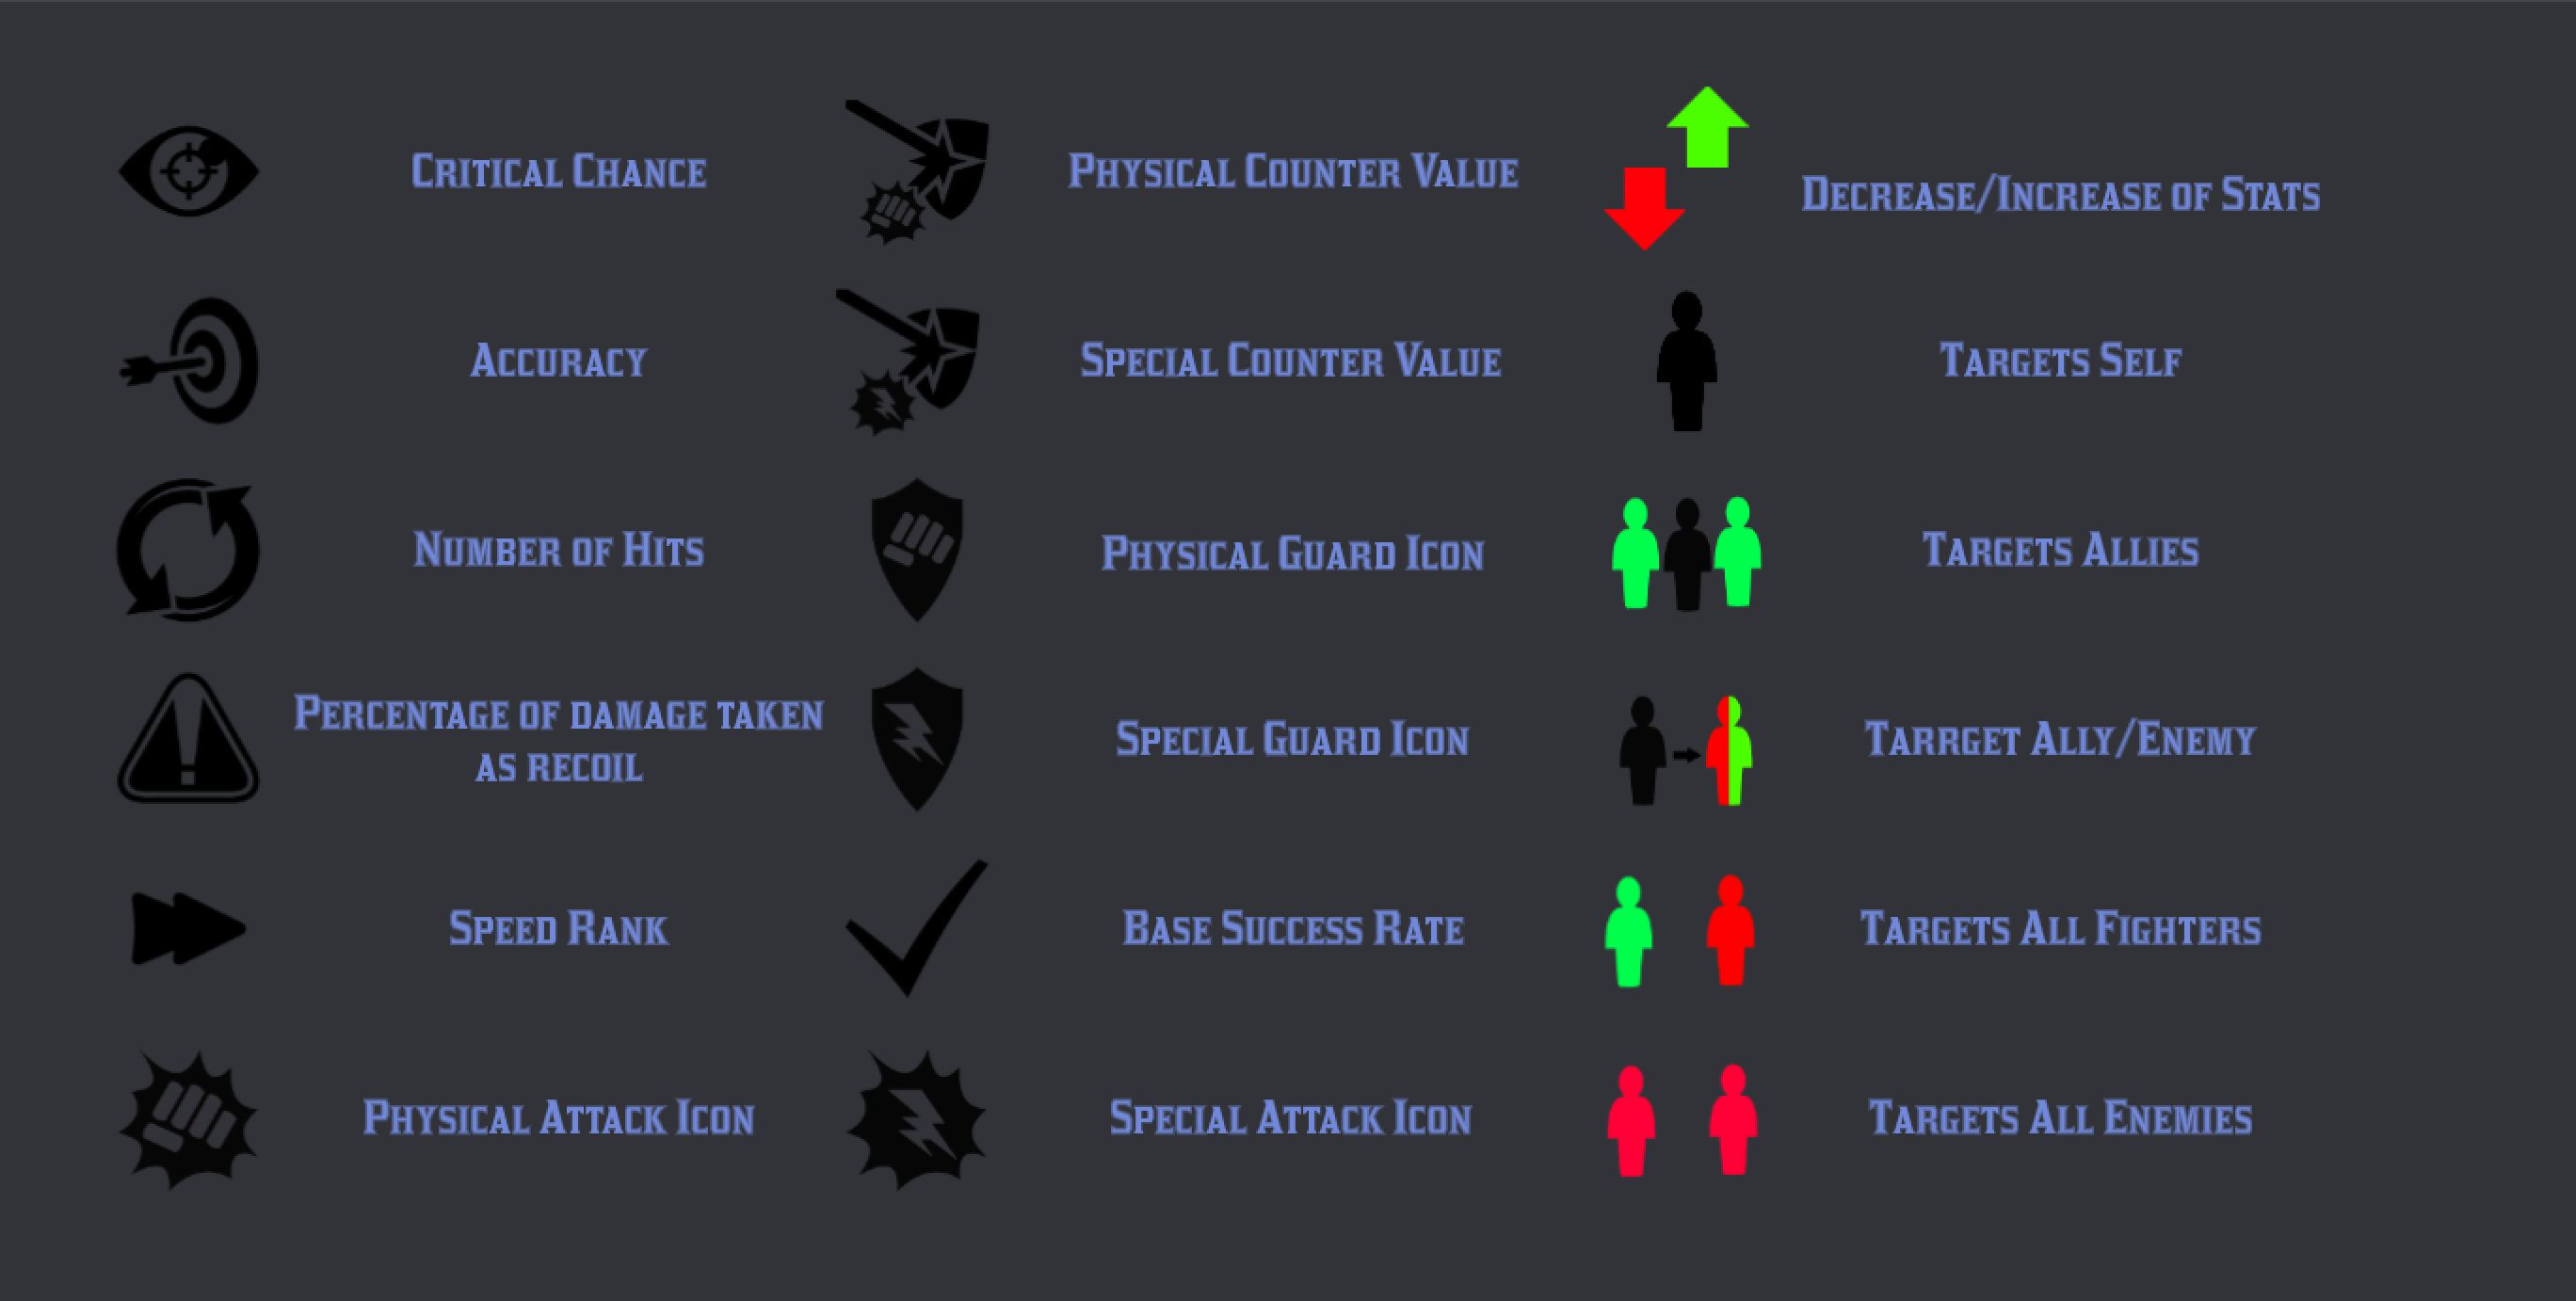 Critical Chance
Physical Counter Value
Decrease/Increase of Stats
Accuracy
Special Counter Value
Targets Self
Number of Hits
Physical Guard Icon
Targets Allies
Percentage of damage taken
as recoil
Special Guard Icon
Tarrget Ally/Enemy
Speed Rank
Base Success Rate
Targets All Fighters
Physical Attack Icon
Special Attack Icon
Targets All Enemies